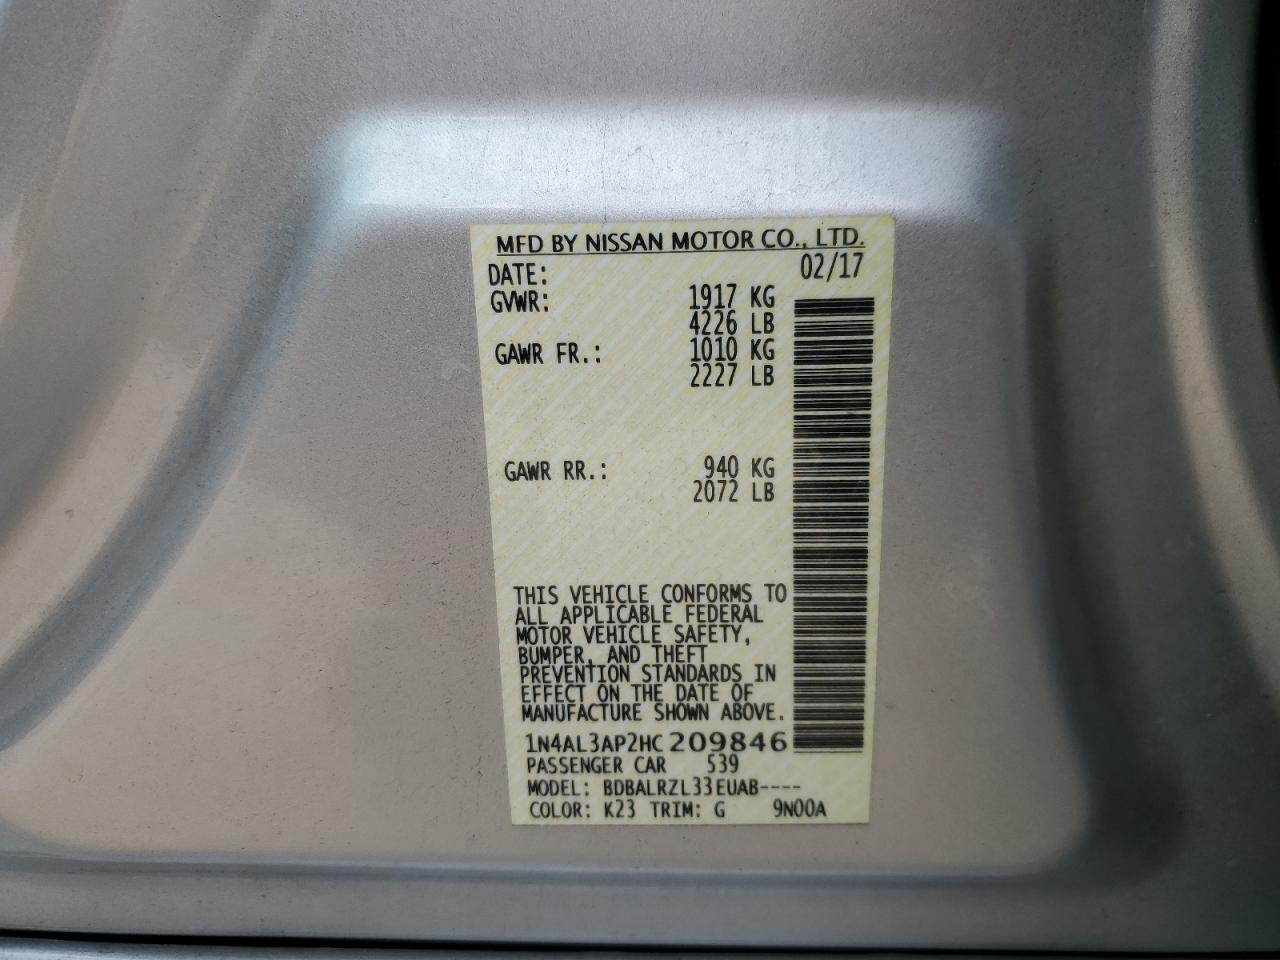 MFD BY NISSAN MOTOR CO., LTD.
DATE: 02/17
GVWR: 1917 KG
4226 LB
GAWR FR.: 1010 KG
2227 LB
GAWR RR.: 940 KG
2072 LB
THIS VEHICLE CONFORMS TO
ALL APPLICABLE FEDERAL
MOTOR VEHICLE SAFETY,
BUMPER, AND THEFT
PREVENTION STANDARDS IN
EFFECT ON THE DATE OF
MANUFACTURE SHOWN ABOVE.
1N4AL3AP2HC209846
PASSENGER CAR 539
MODEL: BDBALRZL33EUAB----
COLOR: K23 TRIM: G 9N00A